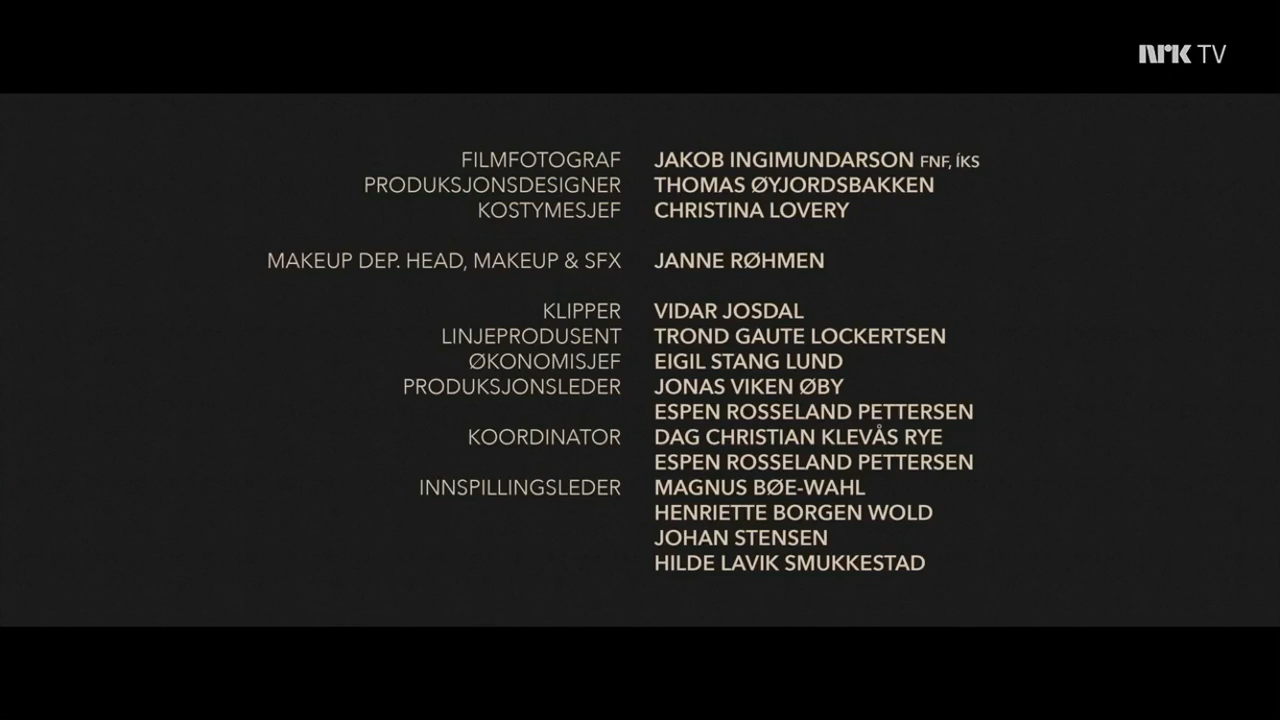 NRK TV
FILMFOTOGRAF JAKOB INGIMUNDARSON FNF, ÍKS
PRODUKSJONSDESIGNER THOMAS ØYJORDSBAKKEN
KOSTYMESJEF CHRISTINA LOVERY
MAKEUP DEP. HEAD, MAKEUP & SFX JANNE RØHMEN
KLIPPER VIDAR JOSDAL
LINJEPRODUSENT TROND GAUTE LOCKERTSEN
ØKONOMISJEF EIGIL STANG LUND
PRODUKSJONSLEDER JONAS VIKEN ØBY
ESPEN ROSSELAND PETTERSEN
KOORDINATOR DAG CHRISTIAN KLEVÅS RYE
ESPEN ROSSELAND PETTERSEN
INNSPILLINGSLEDER MAGNUS BØE-WAHL
HENRIETTE BORGEN WOLD
JOHAN STENSEN
HILDE LAVIK SMUKKESTAD